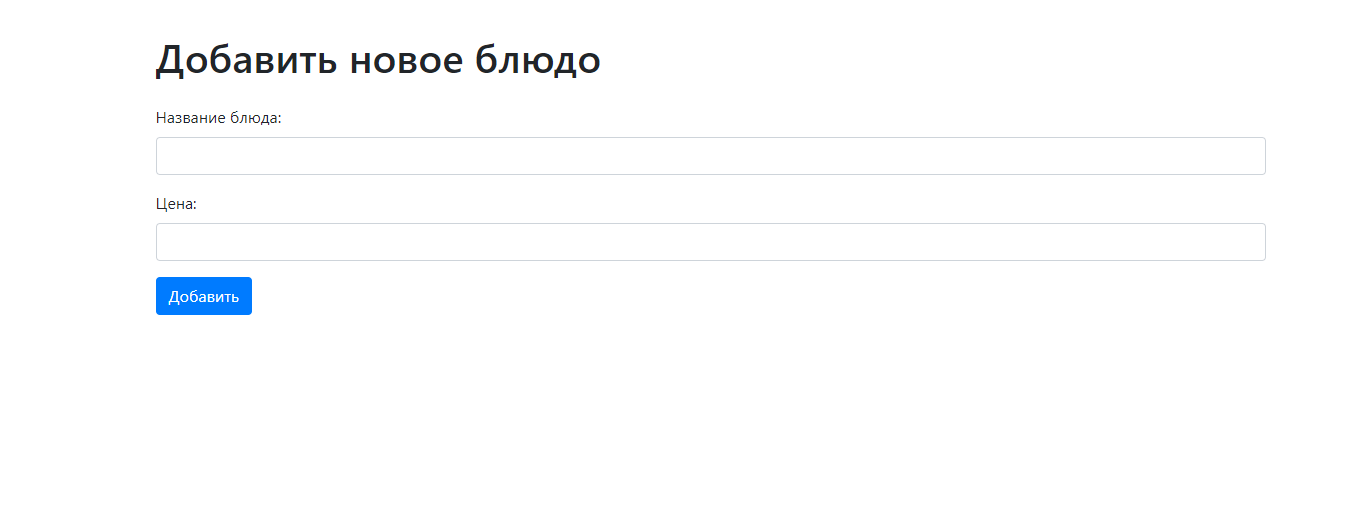 Добавить новое блюдо
Название блюда:
Цена:
Добавить